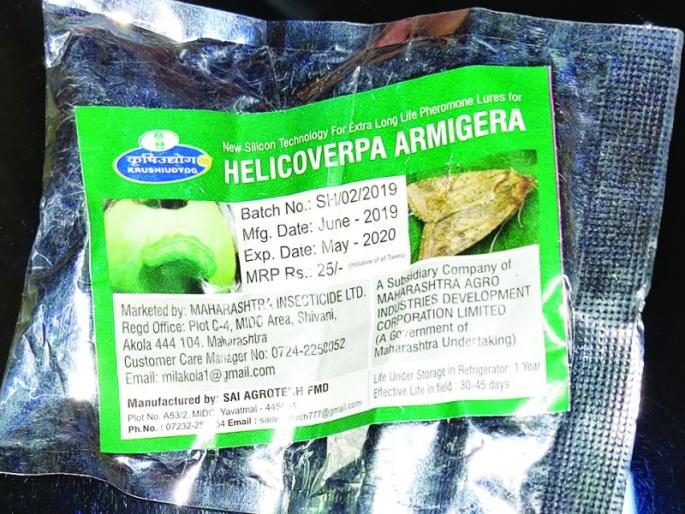 New Silicon Technology For Extra Long Life Pheromone Lures for
HELICOVERPA ARMIGERA
कृषिउद्योग
KRUSHIUDYOG
Batch No.: SH/02/2019
Mfg. Date: June - 2019
Exp. Date: May - 2020
MRP Rs.: 25/- (Inclusive of all Taxes)
Marketed by: MAHARASHTRA INSECTICIDE LTD.
Regd Office: Plot C-4, MIDC Area, Shivani,
Akola 444 104. Maharashtra
Customer Care Manager No: 0724-2258052
Email: milakola1@gmail.com
Manufactured by: SAI AGROTECH FMD
Plot No. A53/2, MIDC, Yavatmal -
Ph.No. : Email :
A Subsidiary Company of
MAHARASHTRA AGRO
INDUSTRIES DEVELOPMENT
CORPORATION LIMITED
(A Government of
Maharashtra Undertaking)
Life Under Storage in Refrigerator: 1 Year
Effective Life in field : 30-45 days